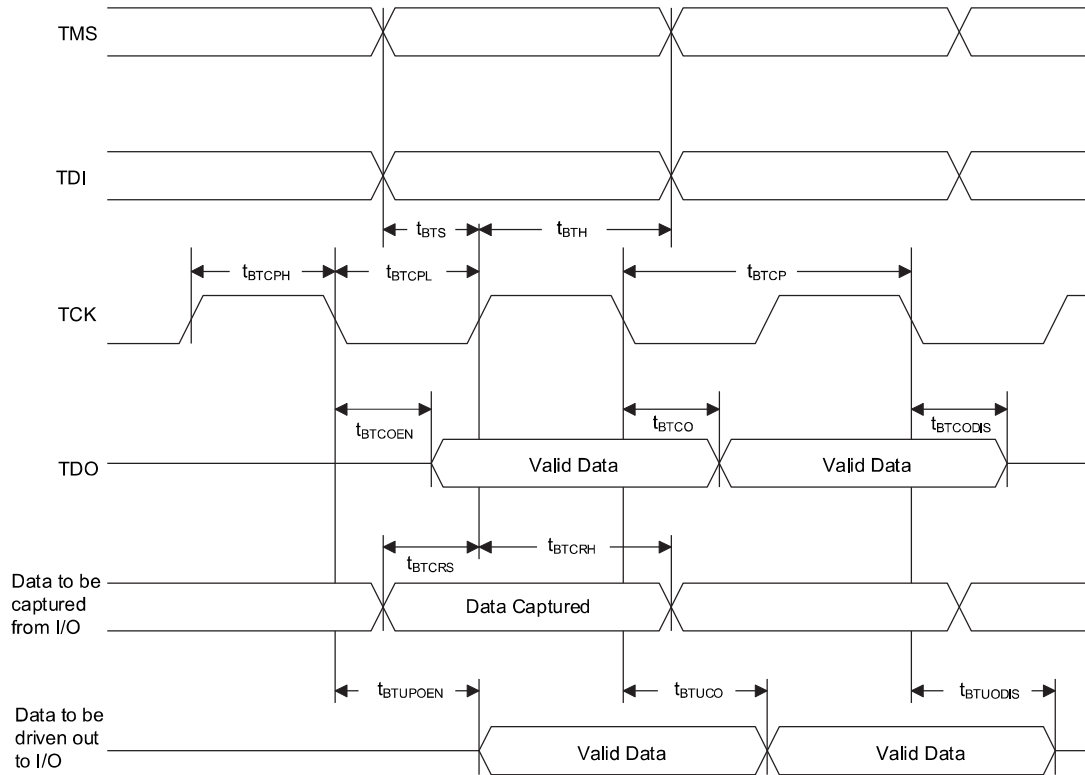 TMS
TDI
tBTS
tBTH
tBTCPH
tBTCPL
tBTCP
TCK
tBTCOEN
tBTCO
tBTCODIS
TDO
Valid Data
Valid Data
tBTCRS
tBTCRH
Data to be
captured
from I/O
Data Captured
tBTUPOEN
tBTUCO
tBTUODIS
Data to be
driven out
to I/O
Valid Data
Valid Data